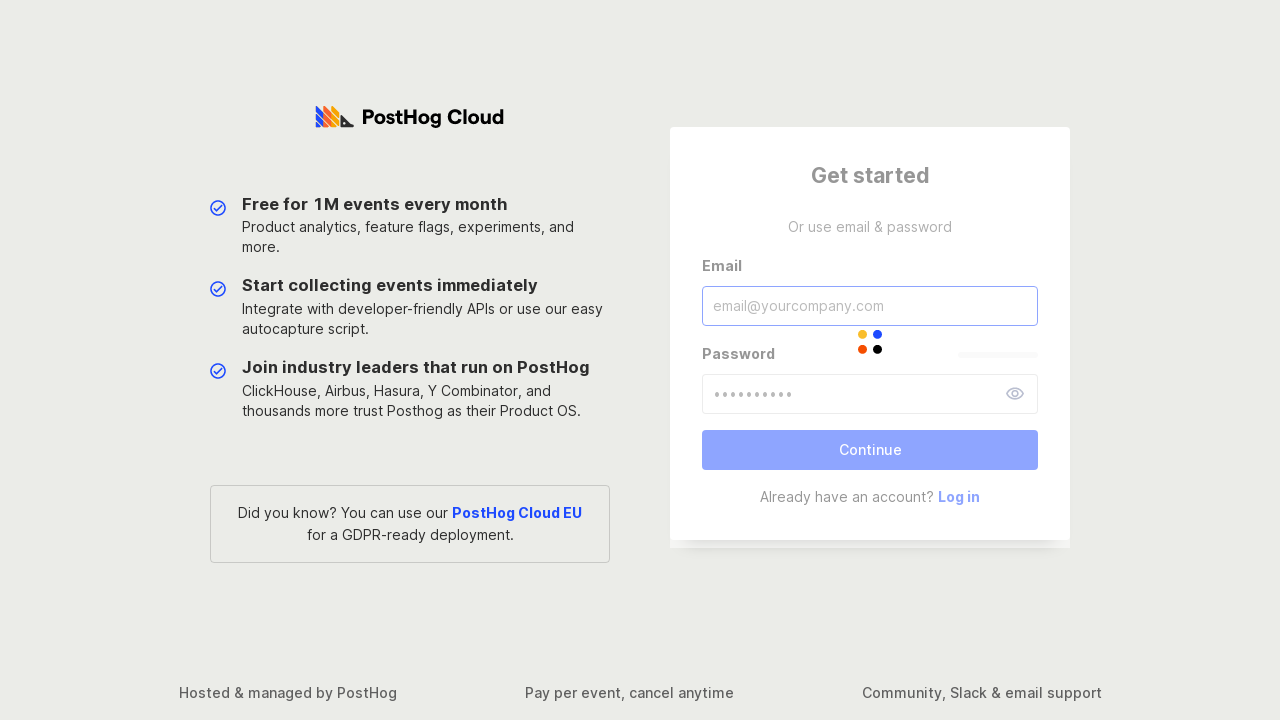 PostHog Cloud
Free for 1M events every month
Product analytics, feature flags, experiments, and
more.
Start collecting events immediately
Integrate with developer-friendly APIs or use our easy
autocapture script.
Join industry leaders that run on PostHog
ClickHouse, Airbus, Hasura, Y Combinator, and
thousands more trust Posthog as their Product OS.
Did you know? You can use our PostHog Cloud EU
for a GDPR-ready deployment.
Get started
Or use email & password
Email
email@yourcompany.com
Password
••••••••••
Continue
Already have an account? Log in
Hosted & managed by PostHog
Pay per event, cancel anytime
Community, Slack & email support